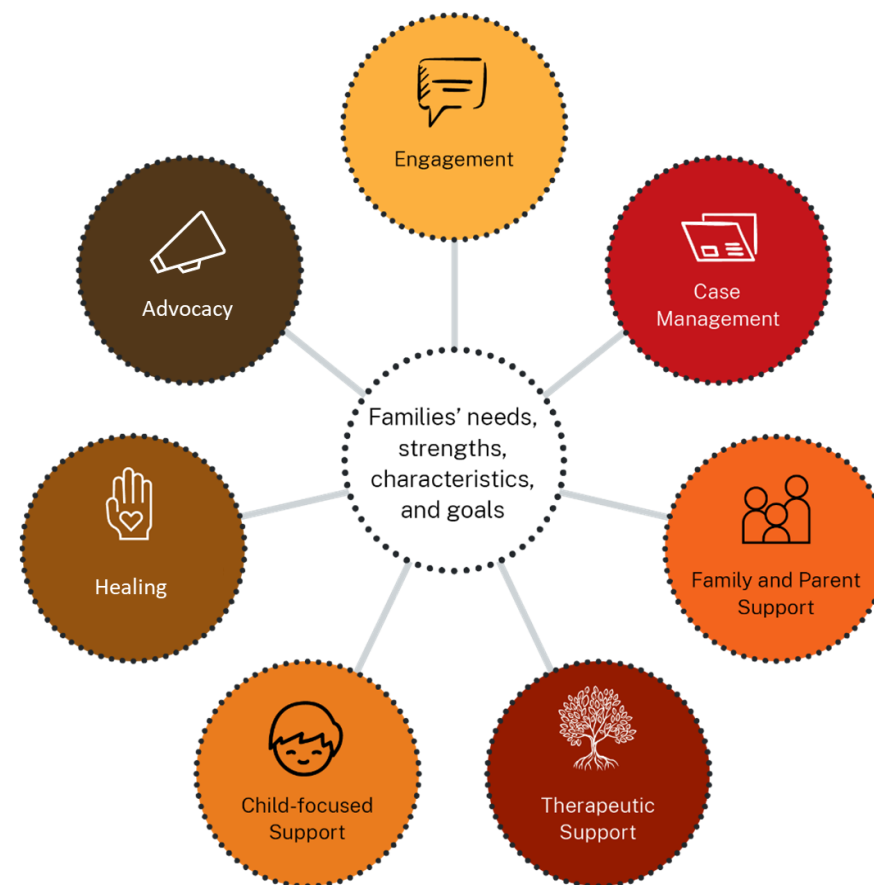 Engagement
Case
Management
Family and Parent
Support
Therapeutic
Support
Child-focused
Support
Healing
Advocacy
Families’ needs,
strengths,
characteristics,
and goals